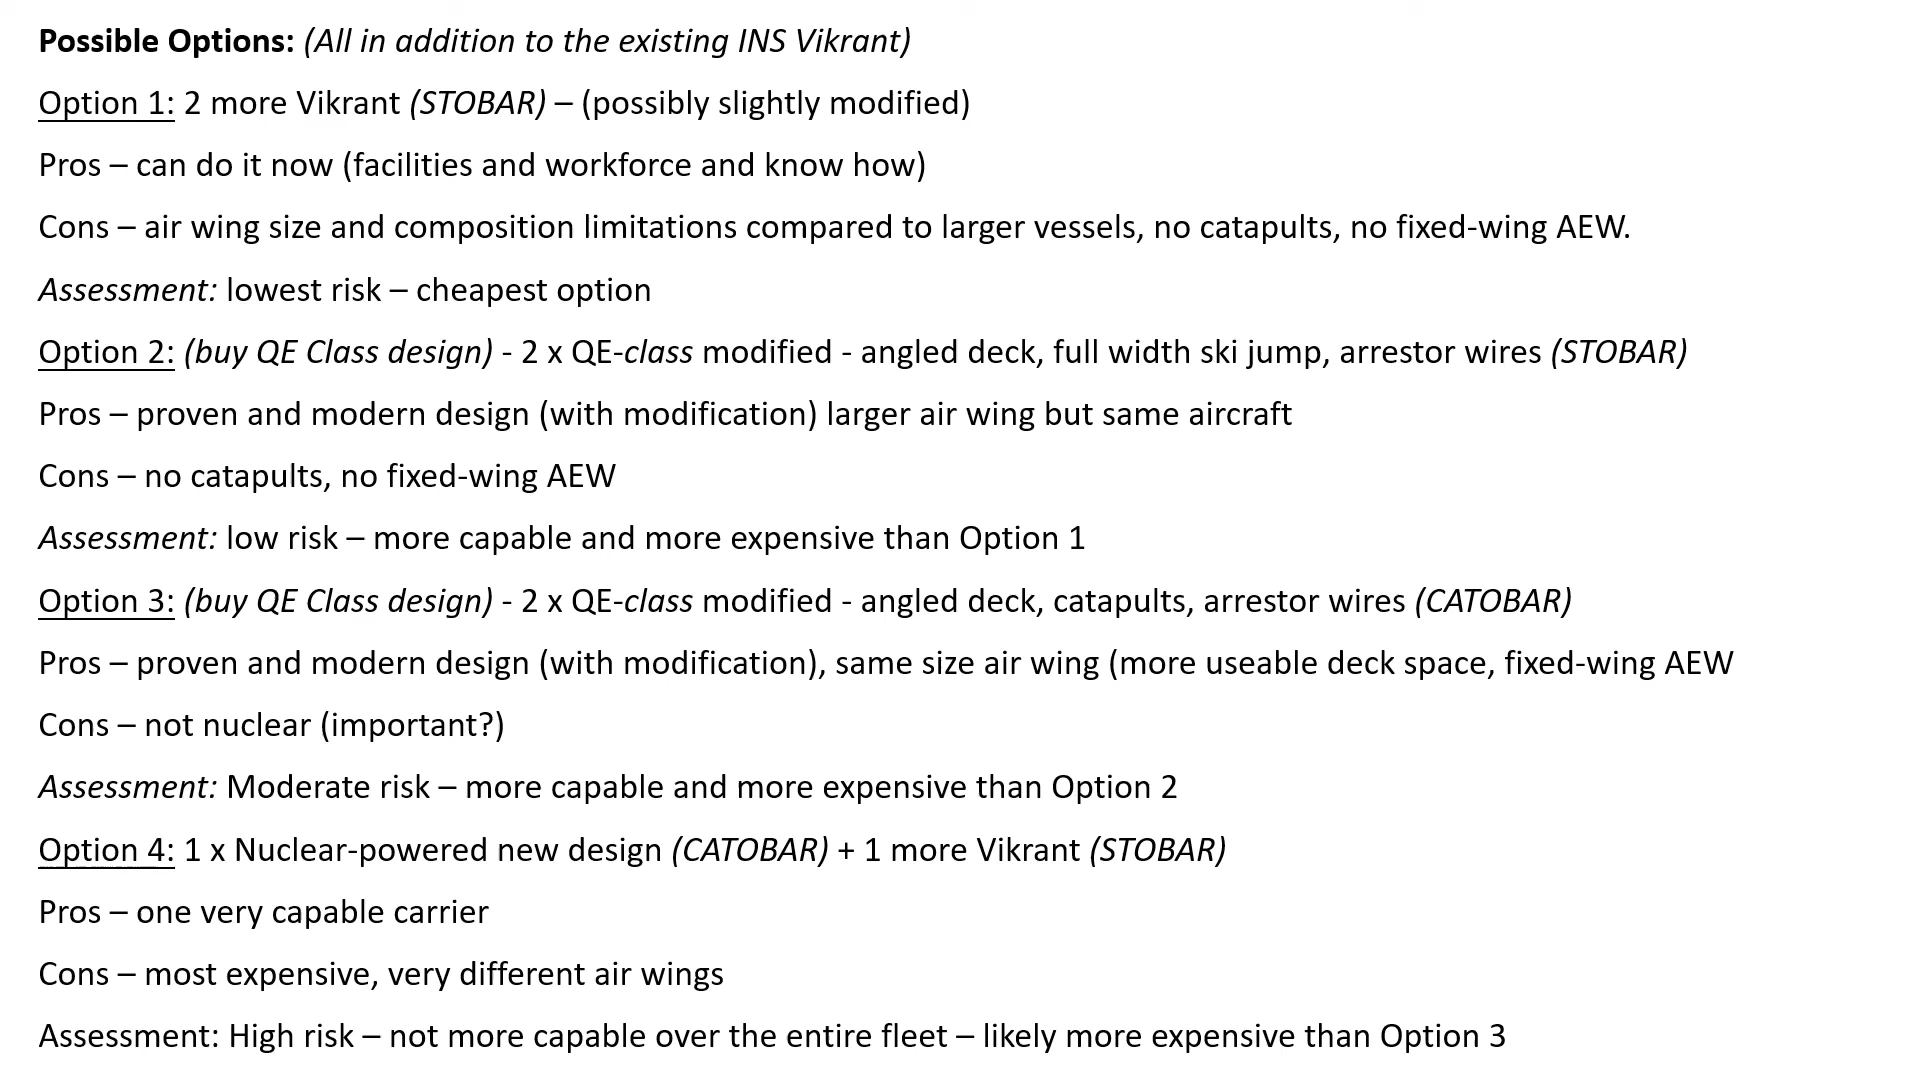 Possible Options: (All in addition to the existing INS Vikrant)
Option 1: 2 more Vikrant (STOBAR) – (possibly slightly modified)
Pros – can do it now (facilities and workforce and know how)
Cons – air wing size and composition limitations compared to larger vessels, no catapults, no fixed-wing AEW.
Assessment: lowest risk – cheapest option
Option 2: (buy QE Class design) - 2 x QE-class modified - angled deck, full width ski jump, arrestor wires (STOBAR)
Pros – proven and modern design (with modification) larger air wing but same aircraft
Cons – no catapults, no fixed-wing AEW
Assessment: low risk – more capable and more expensive than Option 1
Option 3: (buy QE Class design) - 2 x QE-class modified - angled deck, catapults, arrestor wires (CATOBAR)
Pros – proven and modern design (with modification), same size air wing (more useable deck space, fixed-wing AEW
Cons – not nuclear (important?)
Assessment: Moderate risk – more capable and more expensive than Option 2
Option 4: 1 x Nuclear-powered new design (CATOBAR) + 1 more Vikrant (STOBAR)
Pros – one very capable carrier
Cons – most expensive, very different air wings
Assessment: High risk – not more capable over the entire fleet – likely more expensive than Option 3